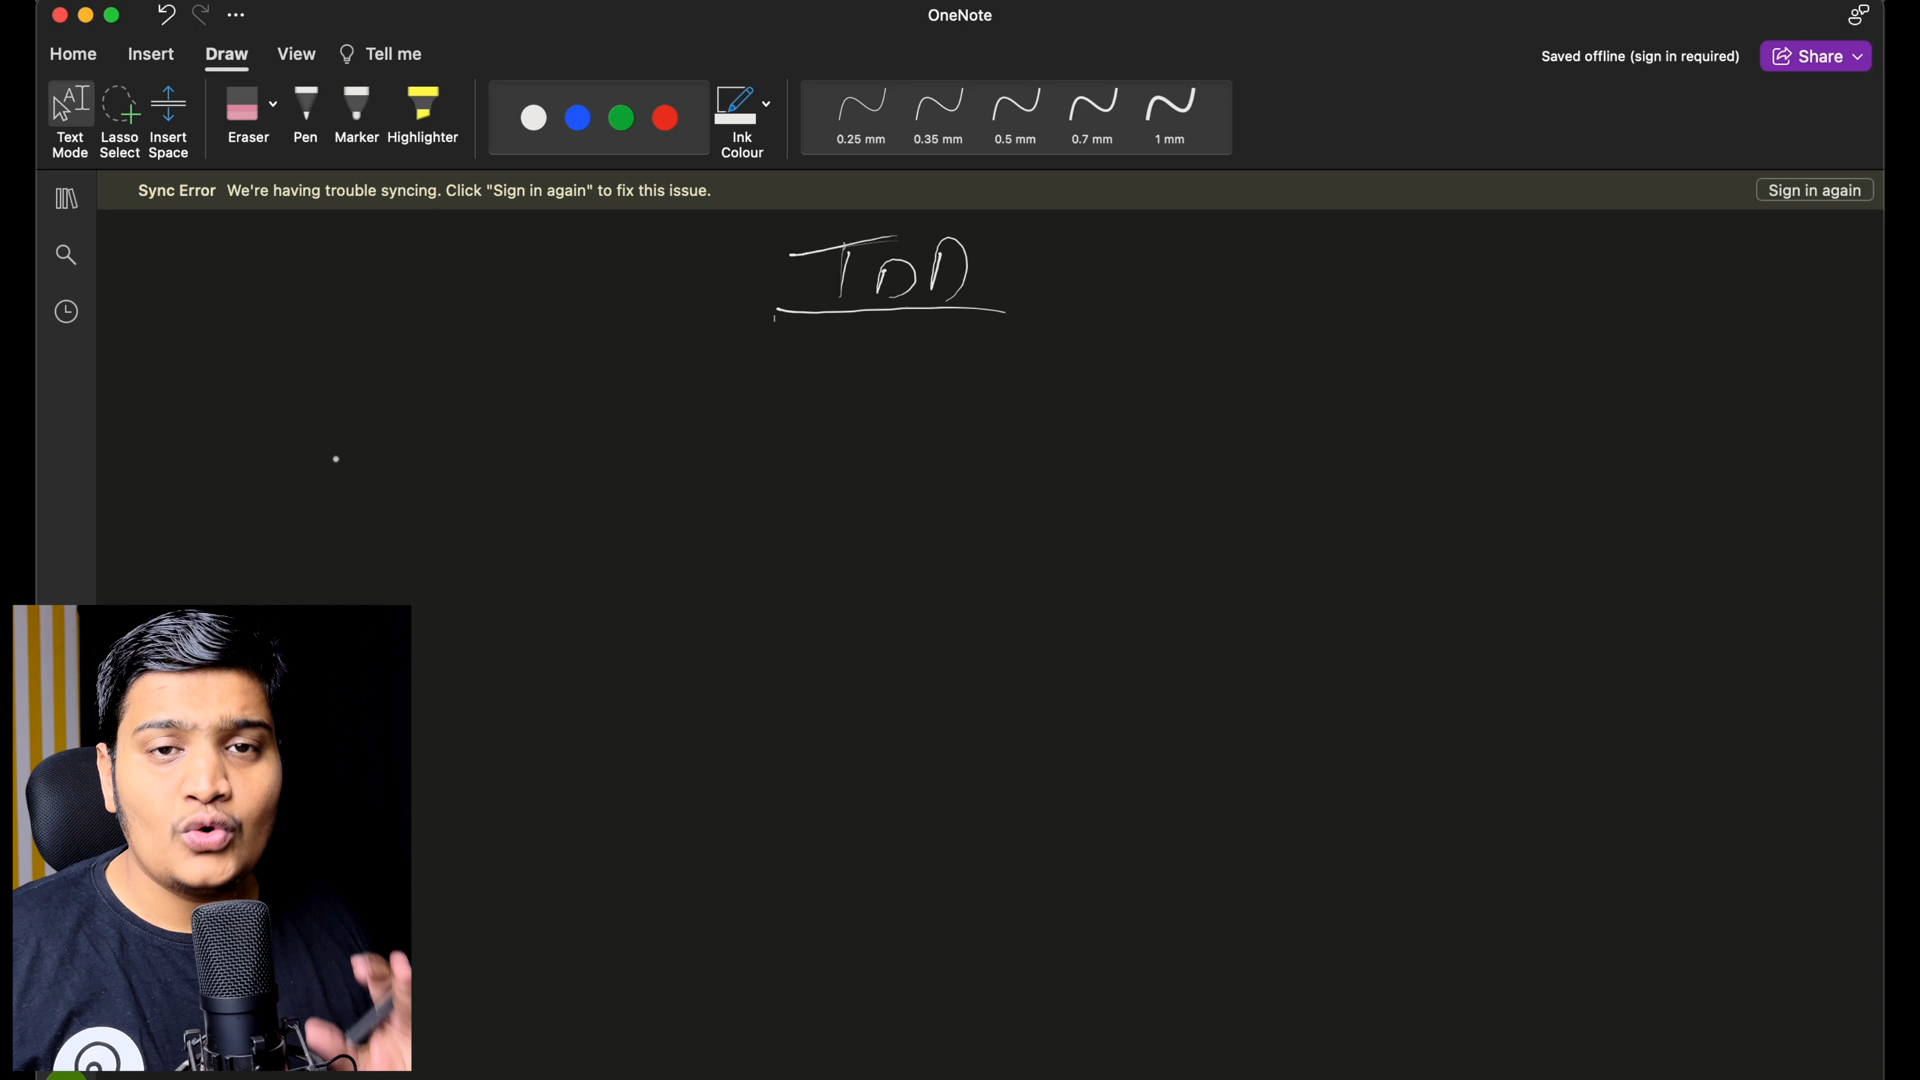 OneNote
Home Insert Draw View Tell me
Saved offline (sign in required) Share
Text Mode
Lasso Select
Insert Space
Eraser Pen Marker Highlighter
Ink Colour
0.25 mm 0.35 mm 0.5 mm 0.7 mm 1 mm
Sync Error We're having trouble syncing. Click "Sign in again" to fix this issue. Sign in again
TDD